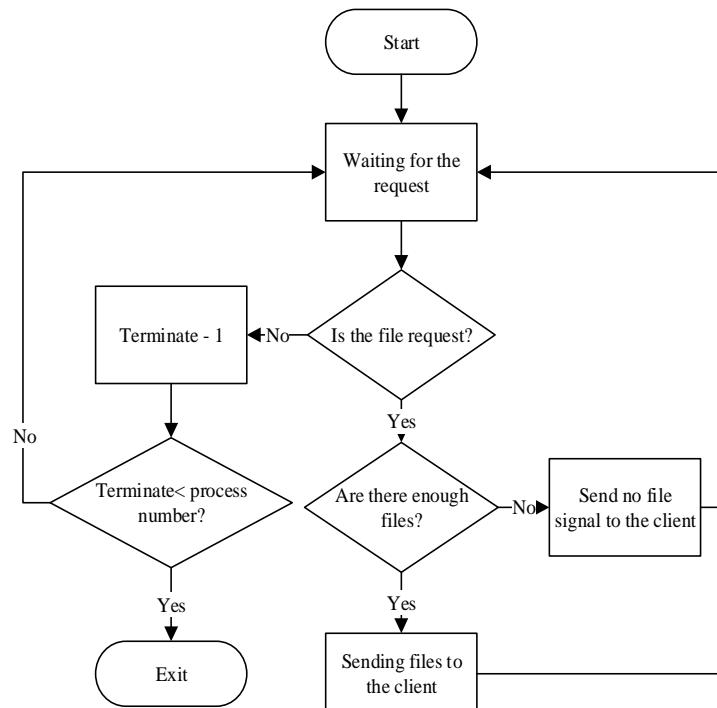 Start
Waiting for the
request
Is the file request?
No
Terminate - 1
Yes
No
Terminate< process
number?
Are there enough
files?
No
Send no file
signal to the client
Yes
Yes
Exit
Sending files to
the client